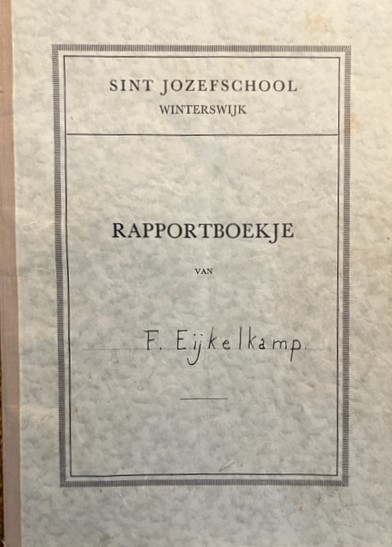 SINT JOZEFSCHOOL
WINTERSWIJK
RAPPORTBOEKJE
VAN
F. Eijkelkamp.